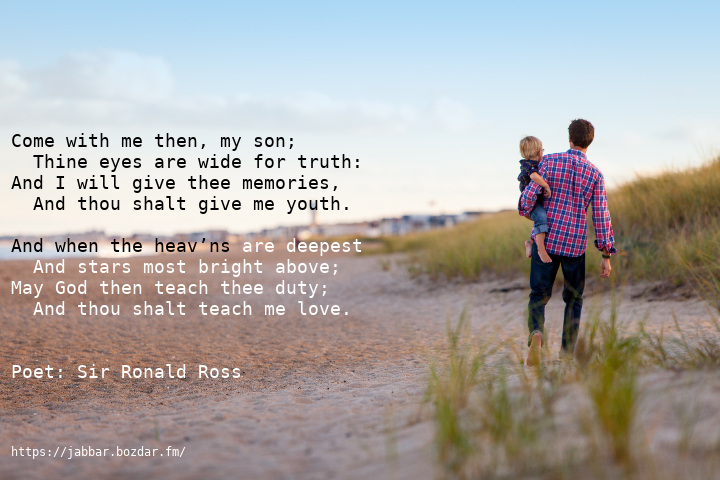 Come with me then, my son;
Thine eyes are wide for truth:
And I will give thee memories,
And thou shalt give me youth.
And when the heav’ns are deepest
And stars most bright above;
May God then teach thee duty;
And thou shalt teach me love.
Poet: Sir Ronald Ross
https://jabbar.bozdar.fm/